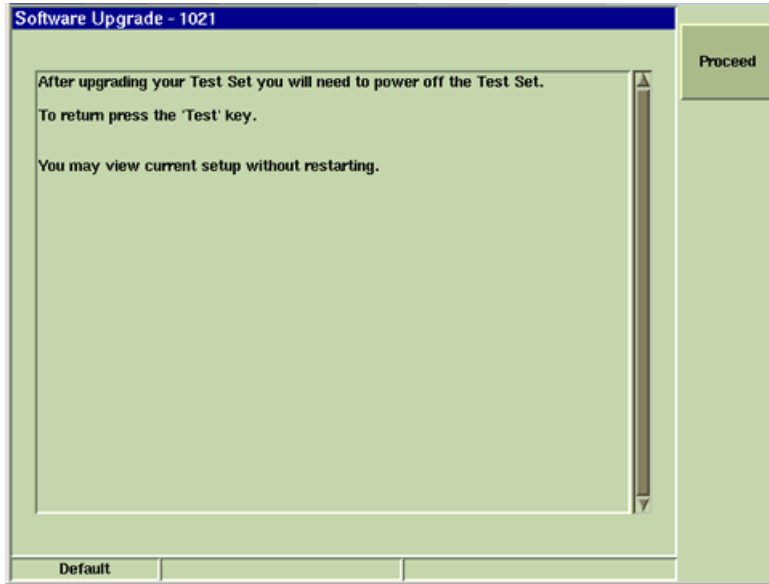 Software Upgrade - 1021
Proceed
After upgrading your Test Set you will need to power off the Test Set.
To return press the 'Test' key.
You may view current setup without restarting.
Default